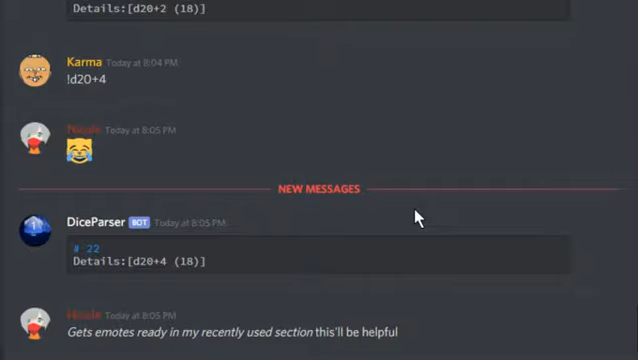 Details:[d20+2 (18)]
Karma Today at 8:04 PM
!d20+4
Nicole Today at 8:05 PM
NEW MESSAGES
DiceParser BOT Today at 8:05 PM
# 22
Details:[d20+4 (18)]
Nicole Today at 8:05 PM
Gets emotes ready in my recently used section this'll be helpful